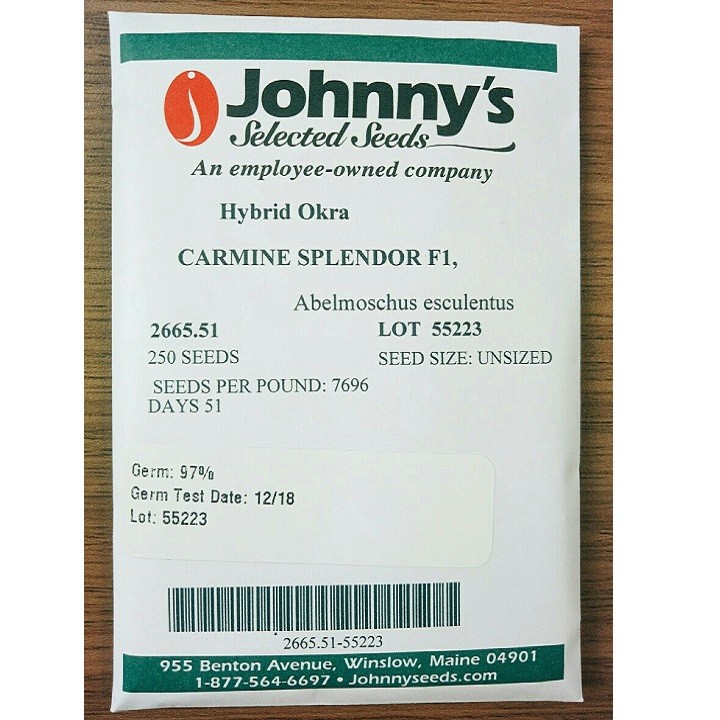 Johnny's
Selected Seeds
An employee-owned company
Hybrid Okra
CARMINE SPLENDOR F1,
Abelmoschus esculentus
2665.51 LOT 55223
250 SEEDS SEED SIZE: UNSIZED
SEEDS PER POUND: 7696
DAYS 51
Germ: 97%
Germ Test Date: 12/18
Lot: 55223
2665.51-55223
955 Benton Avenue, Winslow, Maine 04901
1-877-564-6697 • Johnnyseeds.com